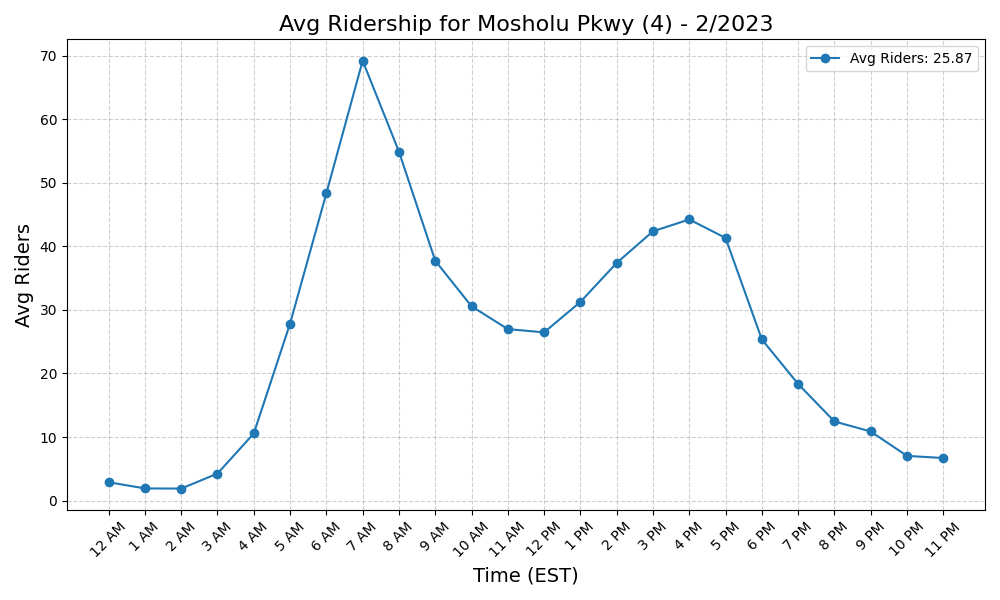 Avg Ridership for Mosholu Pkwy (4) - 2/2023
Avg Riders: 25.87
Avg Riders
70
60
50
40
30
20
10
0
12 AM
1 AM
2 AM
3 AM
4 AM
5 AM
6 AM
7 AM
8 AM
9 AM
10 AM
11 AM
12 PM
1 PM
2 PM
3 PM
4 PM
5 PM
6 PM
7 PM
8 PM
9 PM
10 PM
11 PM
Time (EST)